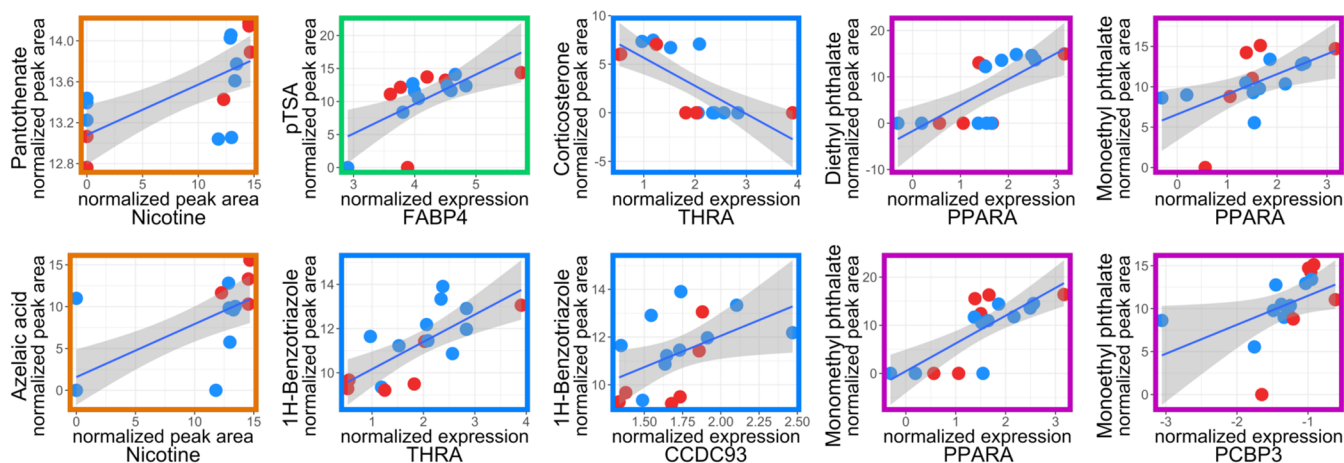 Pantothenate
normalized peak area
14.0
13.6
13.2
12.8
0 5 10 15
normalized peak area
Nicotine
pTSA
normalized peak area
20
15
10
5
0
3 4 5
normalized expression
FABP4
Corticosterone
normalized peak area
10
5
0
-5
1 2 3 4
normalized expression
THRA
Diethyl phthalate
normalized peak area
20
10
0
-10
0 1 2 3
normalized expression
PPARA
Monoethyl phthalate
normalized peak area
20
15
10
5
0
0 1 2 3
normalized expression
PPARA
Azelaic acid
normalized peak area
15
10
5
0
0 5 10 15
normalized peak area
Nicotine
1H-Benzotriazole
normalized peak area
14
12
10
1 2 3 4
normalized expression
THRA
1H-Benzotriazole
normalized peak area
14
12
10
1.50 1.75 2.00 2.25 2.50
normalized expression
CCDC93
Monomethyl phthalate
normalized peak area
20
10
0
0 1 2 3
normalized expression
PPARA
Monoethyl phthalate
normalized peak area
15
10
5
0
-3 -2 -1
normalized expression
PCBP3